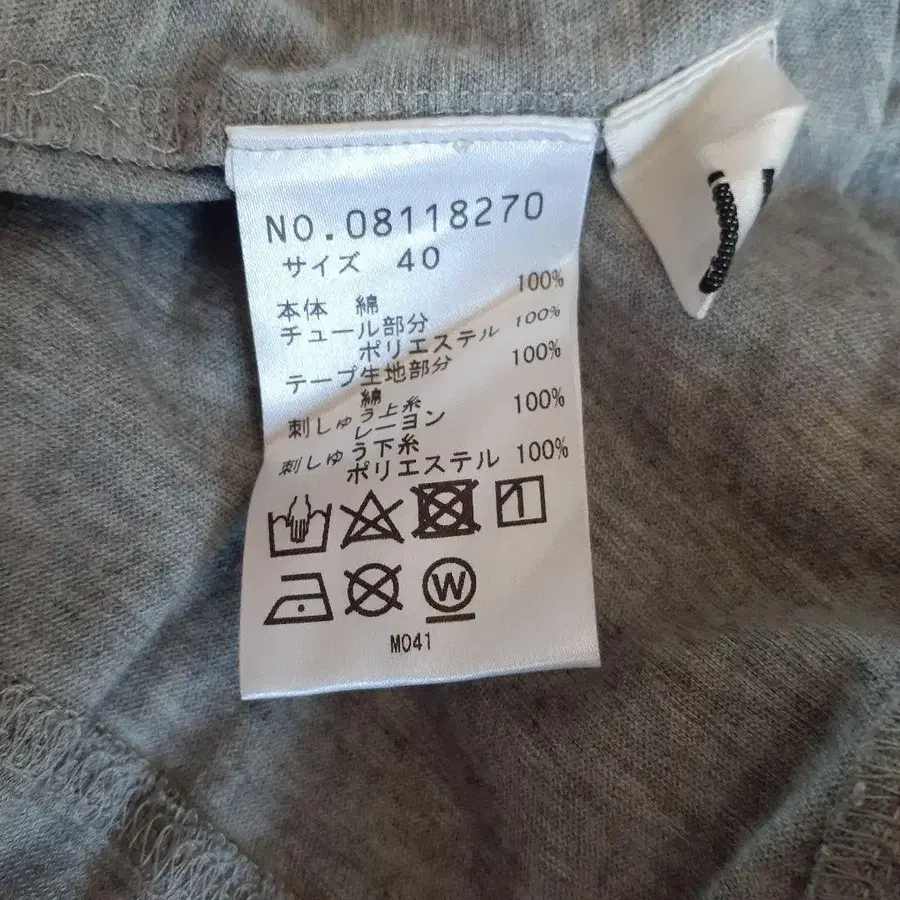 NO.08118270
サイズ 40
本体 綿 100%
チュール部分
ポリエステル 100%
テープ生地部分
綿 100%
刺しゅう上糸
レーヨン 100%
刺しゅう下糸
ポリエステル 100%
W
M041